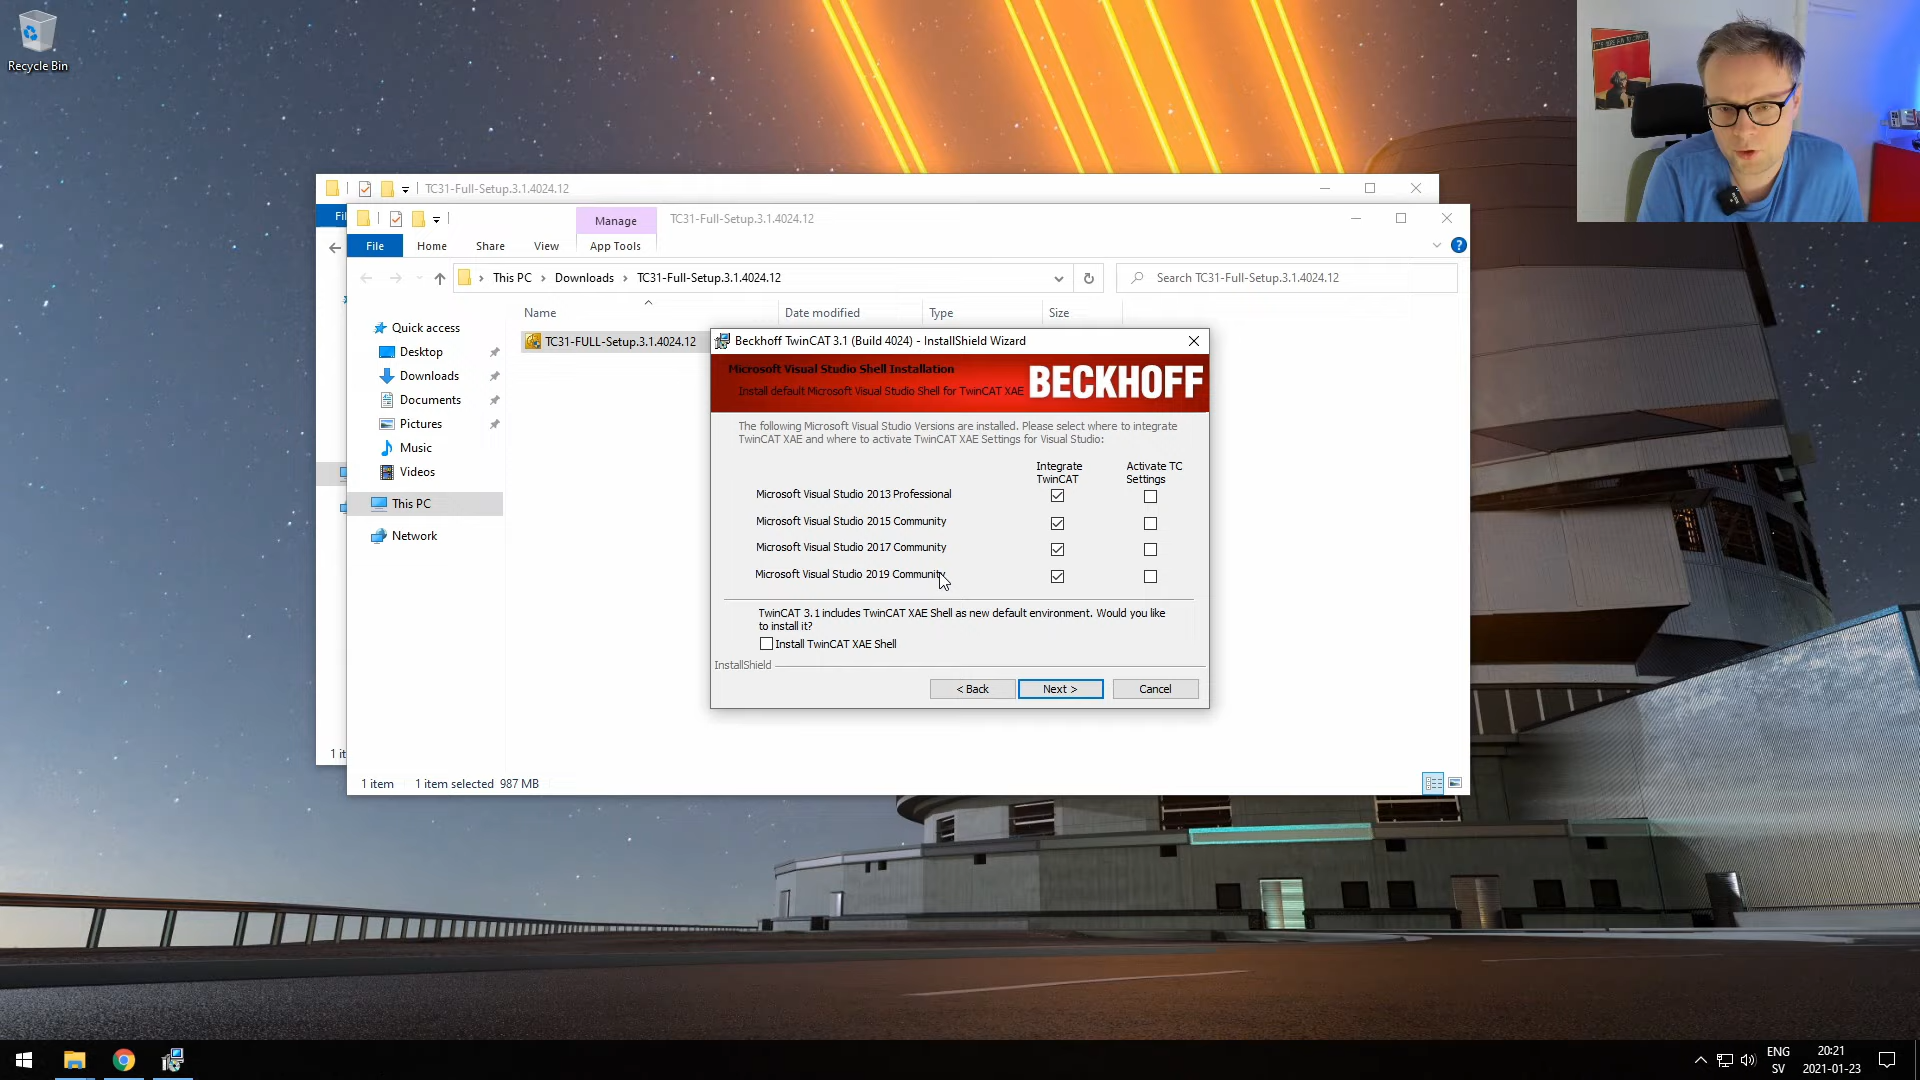 Recycle Bin
TC31-Full-Setup.3.1.4024.12
Manage
TC31-Full-Setup.3.1.4024.12
File
Home
Share
View
App Tools
This PC
Downloads
TC31-Full-Setup.3.1.4024.12
Search TC31-Full-Setup.3.1.4024.12
Name
Date modified
Type
Size
Quick access
Desktop
Downloads
Documents
Pictures
Music
Videos
This PC
Network
TC31-FULL-Setup.3.1.4024.12
Beckhoff TwinCAT 3.1 (Build 4024) - InstallShield Wizard
Microsoft Visual Studio Shell Installation
Install default Microsoft Visual Studio Shell for TwinCAT XAE
BECKHOFF
The following Microsoft Visual Studio Versions are installed. Please select where to integrate
TwinCAT XAE and where to activate TwinCAT XAE Settings for Visual Studio:
Integrate
TwinCAT
Activate TC
Settings
Microsoft Visual Studio 2013 Professional
Microsoft Visual Studio 2015 Community
Microsoft Visual Studio 2017 Community
Microsoft Visual Studio 2019 Community
TwinCAT 3.1 includes TwinCAT XAE Shell as new default environment. Would you like
to install it?
Install TwinCAT XAE Shell
InstallShield
< Back
Next >
Cancel
1 item
1 item selected 987 MB
ENG
SV
20:21
2021-01-23